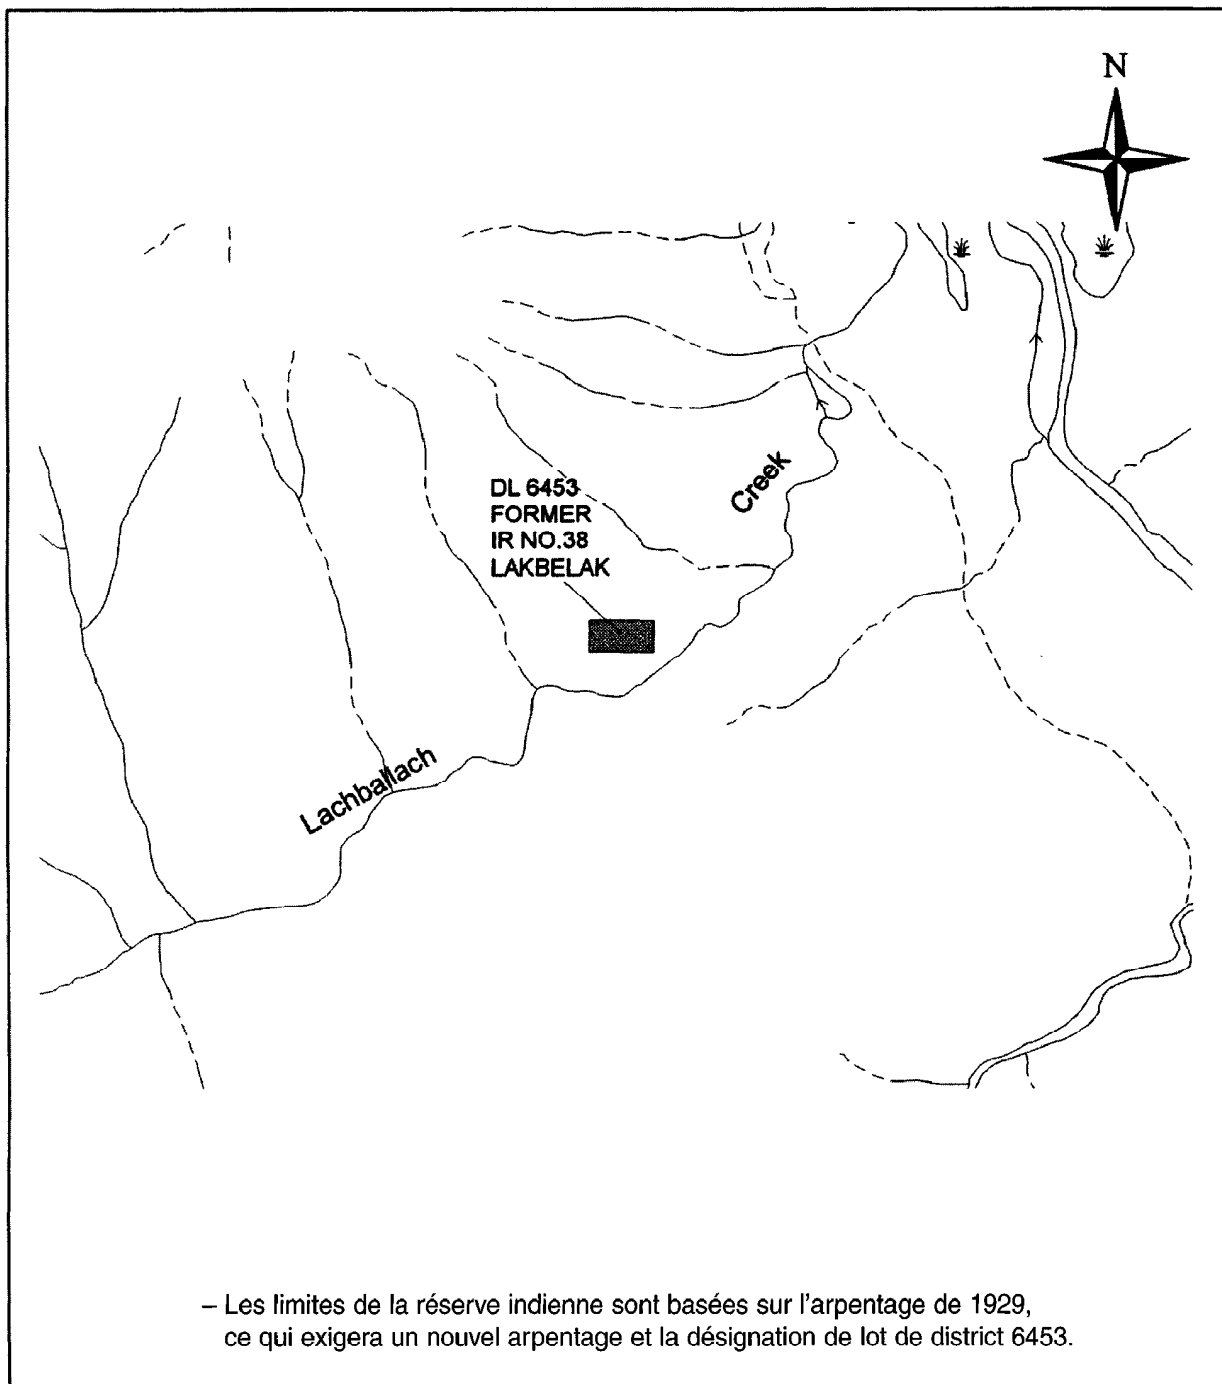 N
DL 6453
FORMER
IR NO.38
LAKBELAK
Creek
Lachballach
– Les limites de la réserve indienne sont basées sur l'arpentage de 1929,
ce qui exigera un nouvel arpentage et la désignation de lot de district 6453.